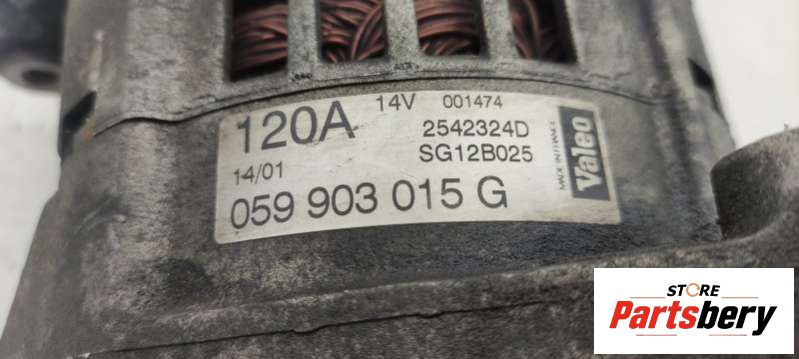 120A 14V 001474
2542324D
14/01 SG12B025
059 903 015 G
MADE IN FRANCE
Valeo
STORE
Partsbery